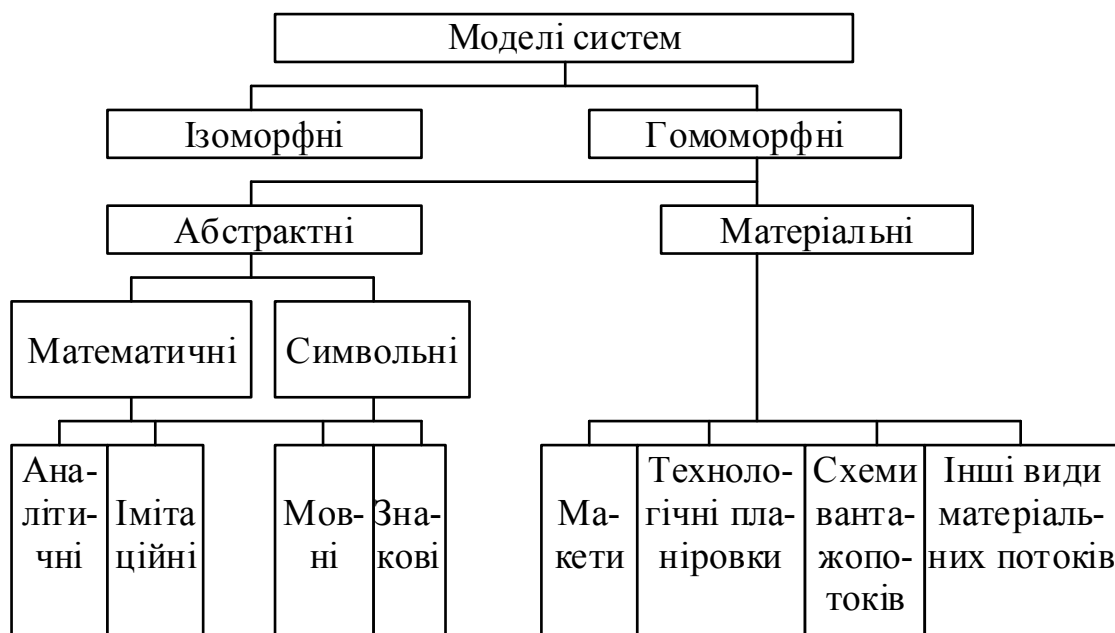 Моделі систем
Ізоморфні
Гомоморфні
Абстрактні
Матеріальні
Математичні
Символьні
Ана-
літи-
чні
Іміта
ційні
Мов-
ні
Зна-
кові
Ма-
кети
Техноло-
гічні пла-
ніровки
Схеми
ванта-
жопо-
токів
Інші види
матеріаль-
них потоків